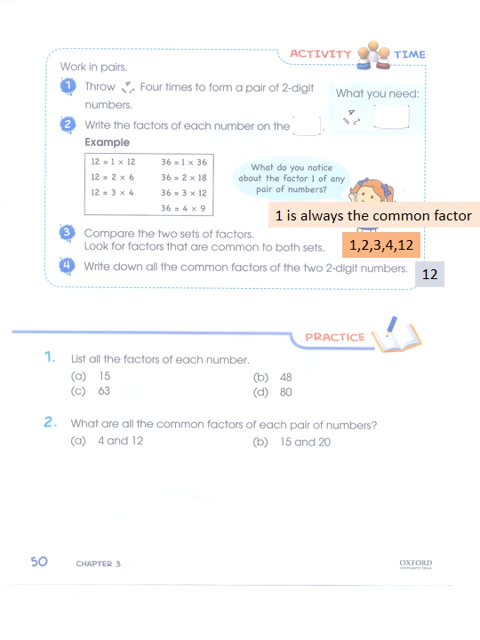 ACTIVITY TIME
Work in pairs.
1 Throw Four times to form a pair of 2-digit
numbers.
What you need:
2 Write the factors of each number on the .
Example
12 = 1 × 12 36 = 1 × 36
12 = 2 × 6 36 = 2 × 18
12 = 3 × 4 36 = 3 × 12
36 = 4 × 9
What do you notice
about the factor 1 of any
pair of numbers?
1 is always the common factor
3 Compare the two sets of factors.
Look for factors that are common to both sets.
1,2,3,4,12
4 Write down all the common factors of the two 2-digit numbers.
12
PRACTICE
1. List all the factors of each number.
(a) 15 (b) 48
(c) 63 (d) 80
2. What are all the common factors of each pair of numbers?
(a) 4 and 12 (b) 15 and 20
50 CHAPTER 3
OXFORD
UNIVERSITY PRESS